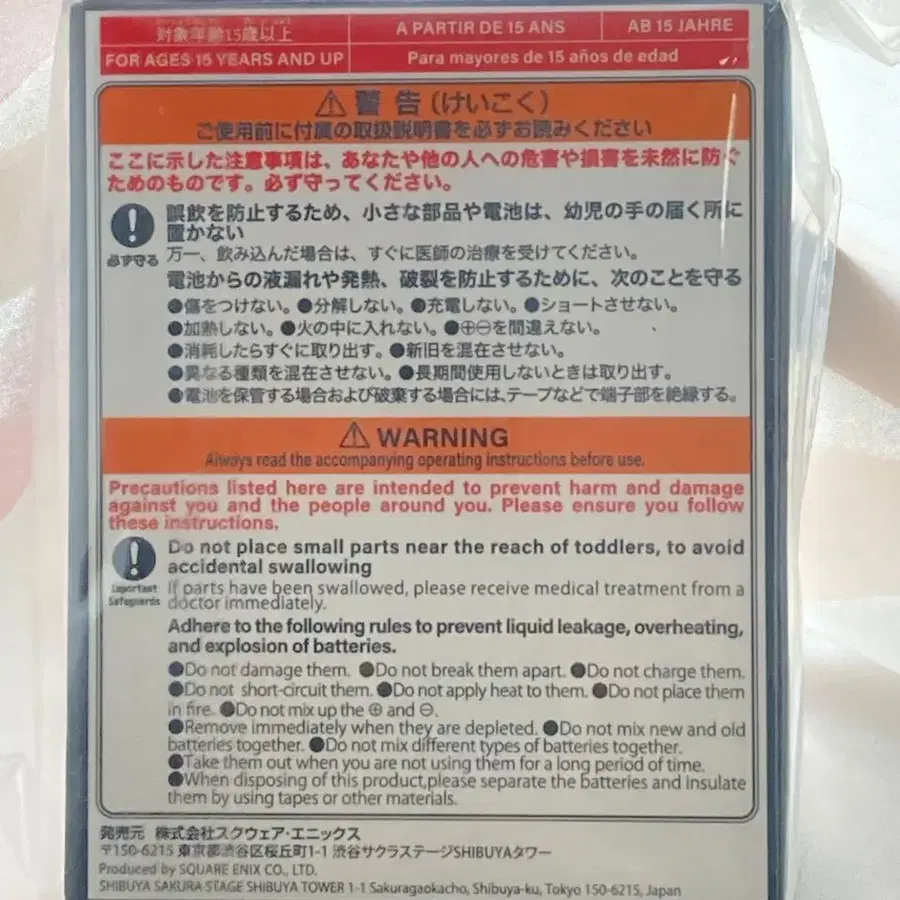 対象年齢15歳以上
A PARTIR DE 15 ANS
AB 15 JAHRE
FOR AGES 15 YEARS AND UP
Para mayores de 15 años de edad
⚠ 警告(けいこく)
ご使用前に付属の取扱説明書を必ずお読みください
ここに示した注意事項は、あなたや他の人への危害や損害を未然に防ぐ
ためのものです。必ず守ってください。
必ず守る
誤飲を防止するため、小さな部品や電池は、幼児の手の届く所に
置かない
万一、飲み込んだ場合は、すぐに医師の治療を受けてください。
電池からの液漏れや発熱、破裂を防止するために、次のことを守る
●傷をつけない。●分解しない。●充電しない。●ショートさせない。
●加熱しない。●火の中に入れない。●⊕⊖を間違えない。
●消耗したらすぐに取り出す。●新旧を混在させない。
●異なる種類を混在させない。●長期間使用しないときは取り出す。
●電池を保管する場合および破棄する場合には、テープなどで端子部を絶縁する。
⚠ WARNING
Always read the accompanying operating instructions before use.
Precautions listed here are intended to prevent harm and damage
against you and the people around you. Please ensure you follow
these instructions.
Important
Safeguards
Do not place small parts near the reach of toddlers, to avoid
accidental swallowing
If parts have been swallowed, please receive medical treatment from a
doctor immediately.
Adhere to the following rules to prevent liquid leakage, overheating,
and explosion of batteries.
●Do not damage them. ●Do not break them apart. ●Do not charge them.
●Do not short-circuit them. ●Do not apply heat to them. ●Do not place them
in fire. ●Do not mix up the ⊕ and ⊖.
●Remove immediately when they are depleted. ●Do not mix new and old
batteries together. ●Do not mix different types of batteries together.
●Take them out when you are not using them for a long period of time.
●When disposing of this product,please separate the batteries and insulate
them by using tapes or other materials.
発売元 株式会社スクウェア・エニックス
〒150-6215 東京都渋谷区桜丘町1-1 渋谷サクラステージSHIBUYAタワー
Produced by SQUARE ENIX CO., LTD.
SHIBUYA SAKURA STAGE SHIBUYA TOWER 1-1 Sakuragaokacho, Shibuya-ku, Tokyo 150-6215, Japan